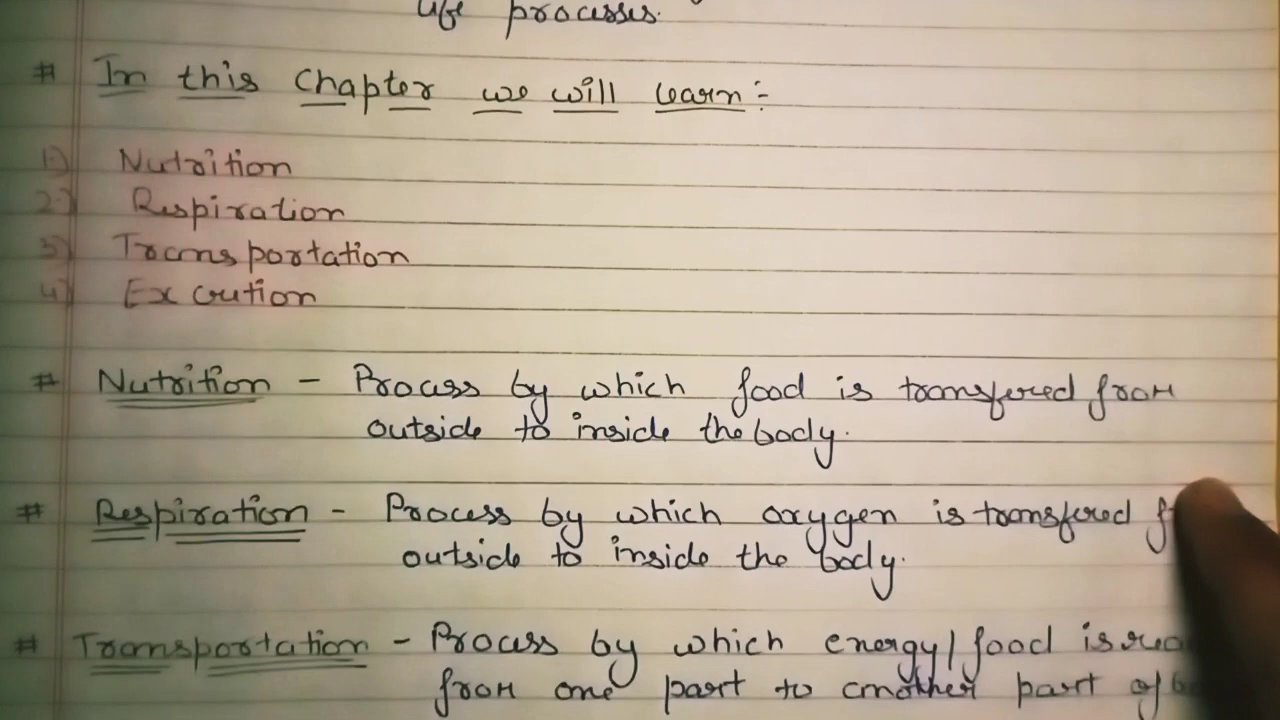 life processes.
# In this chapter we will learn :-
1) Nutrition
2) Respiration
3) Transportation
4) Excretion
# Nutrition - Process by which food is transfered from
outside to inside the body.
# Respiration - Process by which oxygen is transfered
outside to inside the body.
# Transportation - Process by which energy/food is
from one part to another part of